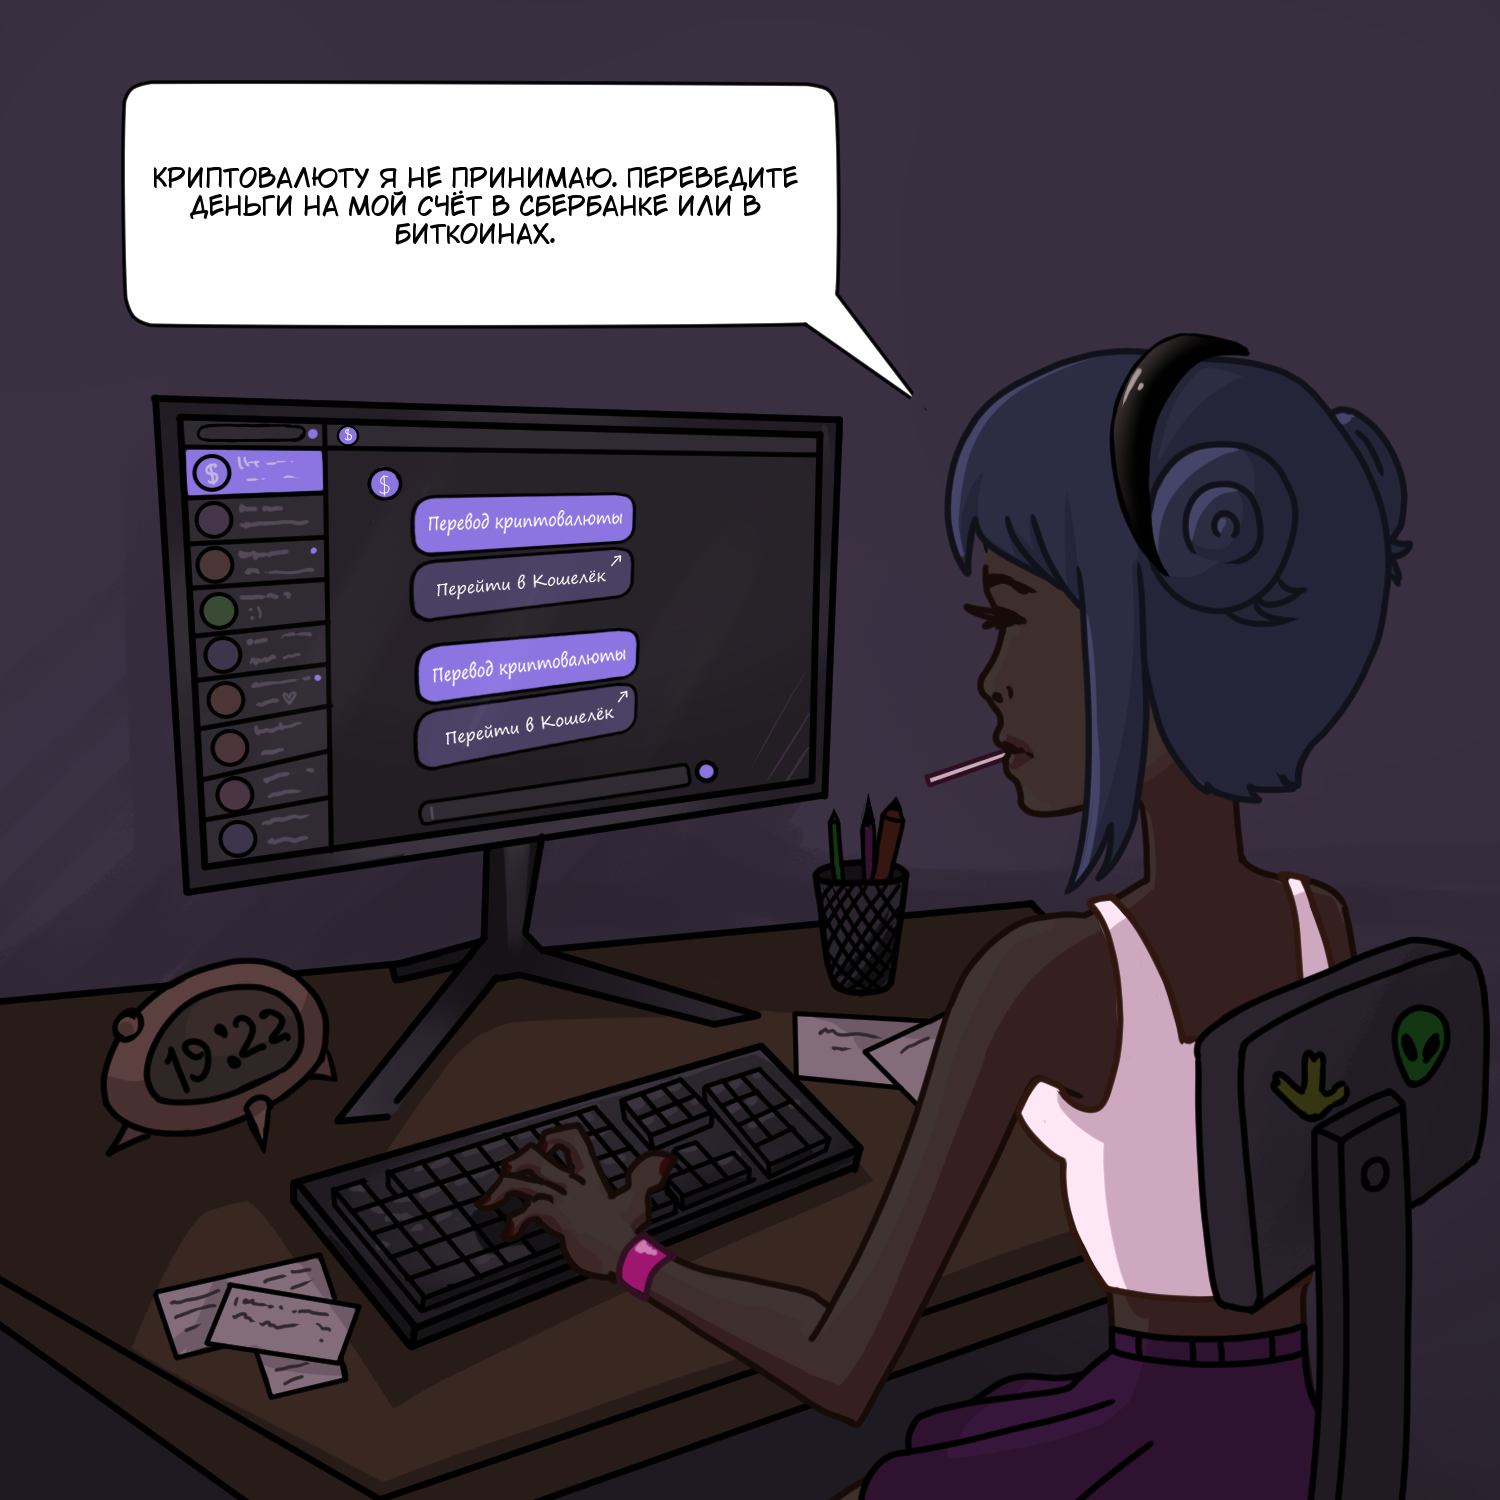 КРИПТОВАЛЮТУ Я НЕ ПРИНИМАЮ. ПЕРЕВЕДИТЕ
ДЕНЬГИ НА МОЙ СЧЁТ В СБЕРБАНКЕ ИЛИ В
БИТКОИНАХ.
$
$
$
Перевод криптовалюты
Перейти в Кошелёк
:)
Перевод криптовалюты
Перейти в Кошелёк
19:22